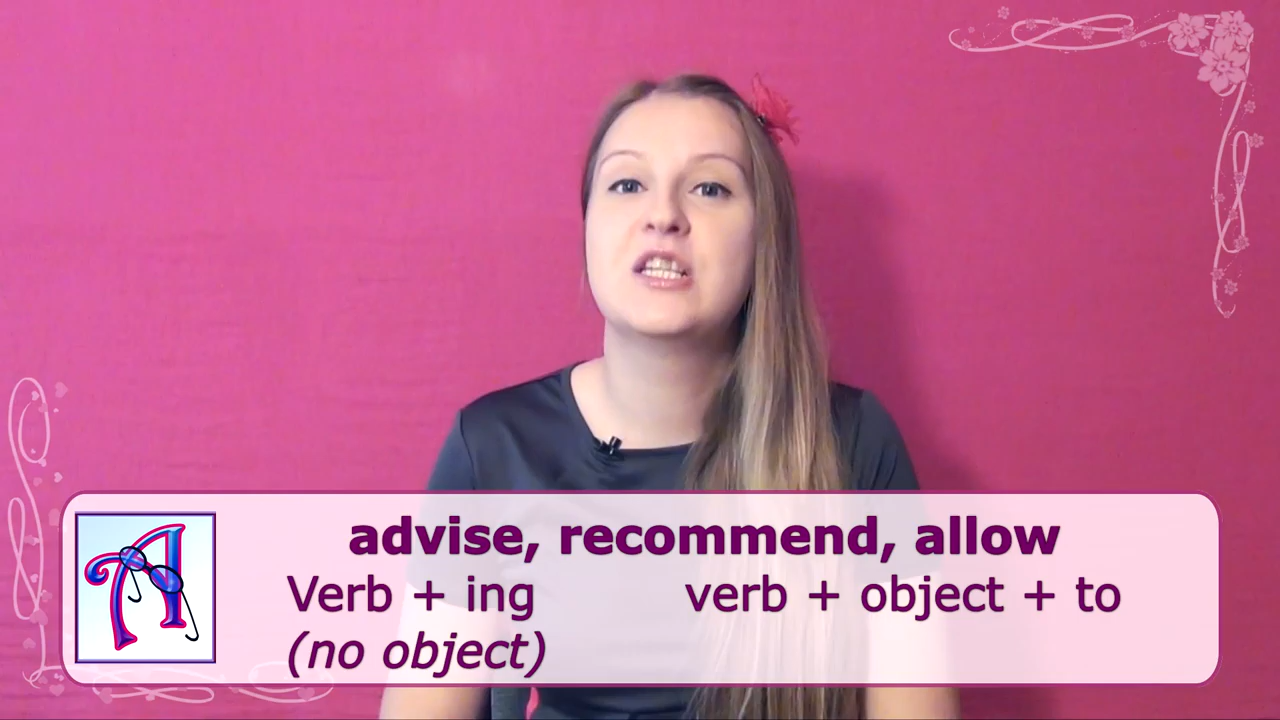 advise, recommend, allow
Verb + ing verb + object + to
(no object)